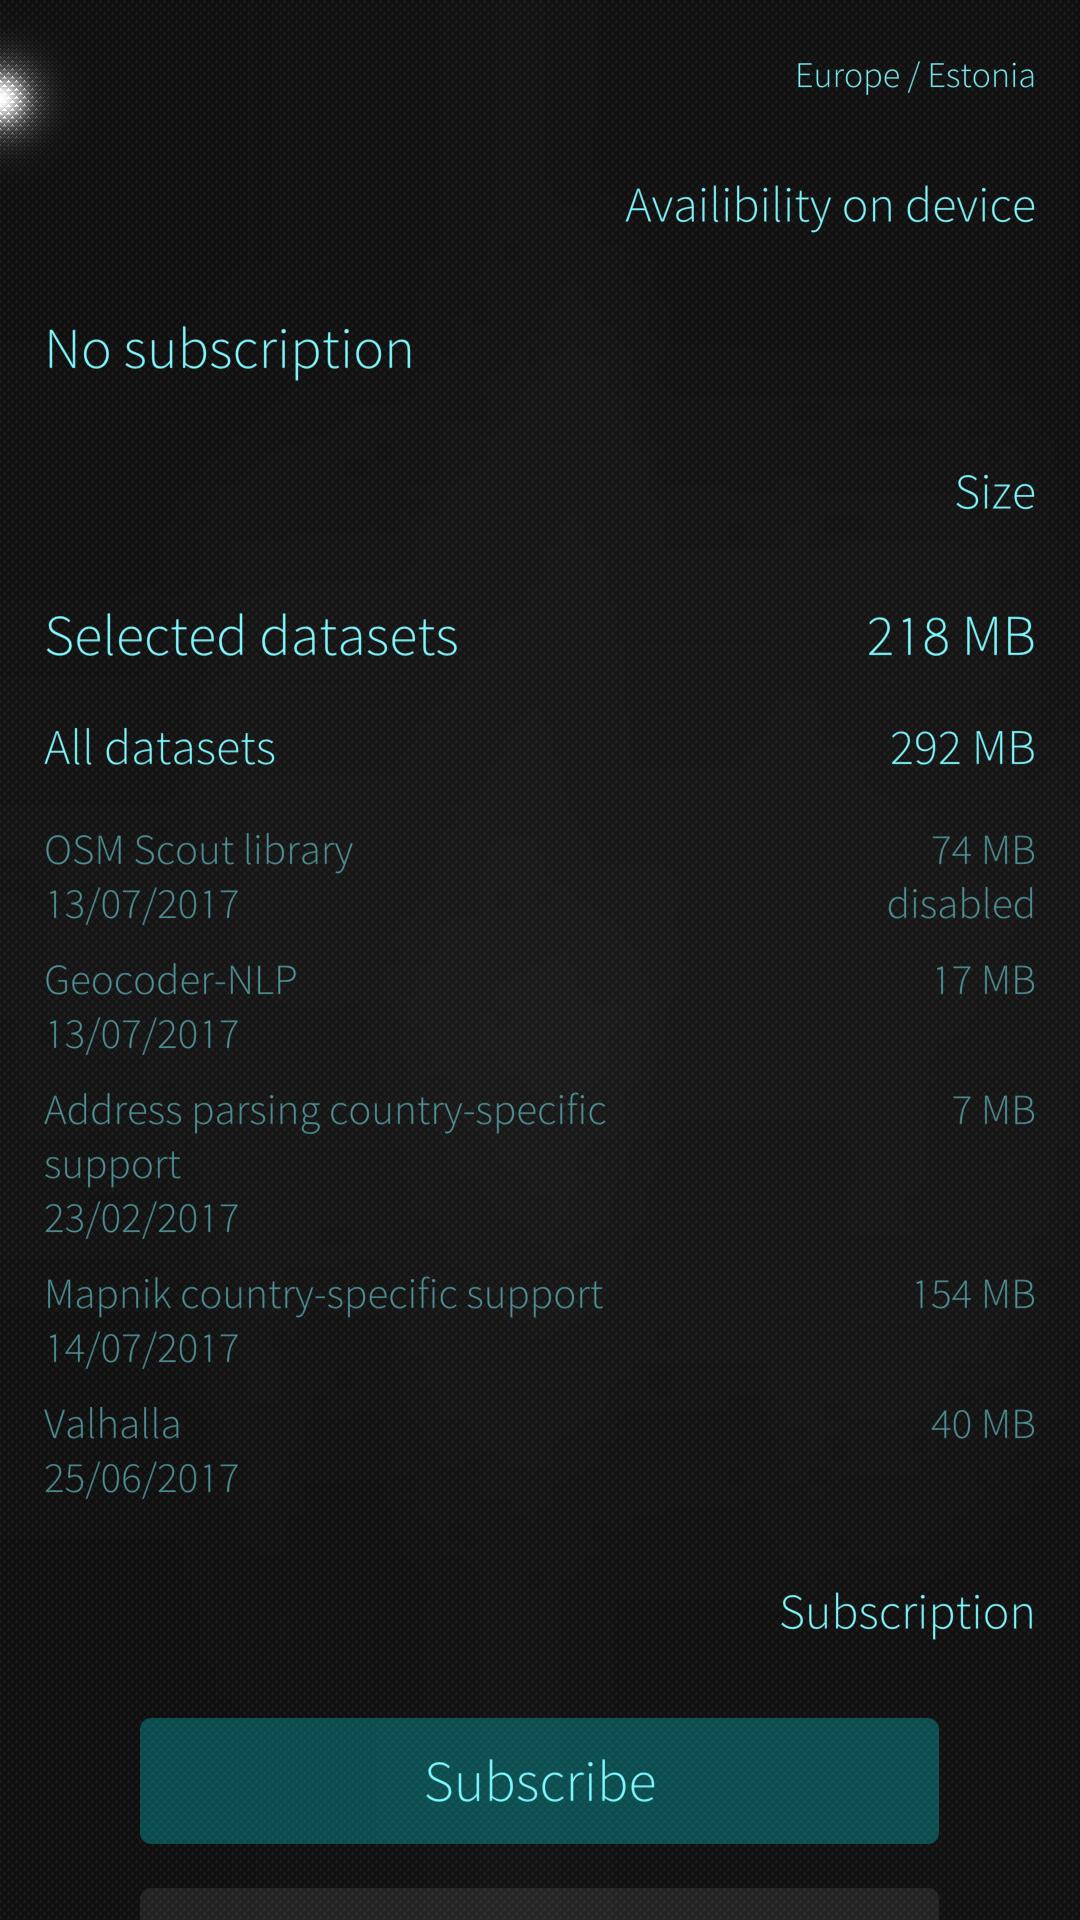 Europe / Estonia
Availibility on device
No subscription
Size
Selected datasets 218 MB
All datasets 292 MB
OSM Scout library 74 MB
13/07/2017 disabled
Geocoder-NLP 17 MB
13/07/2017
Address parsing country-specific 7 MB
support
23/02/2017
Mapnik country-specific support 154 MB
14/07/2017
Valhalla 40 MB
25/06/2017
Subscription
Subscribe